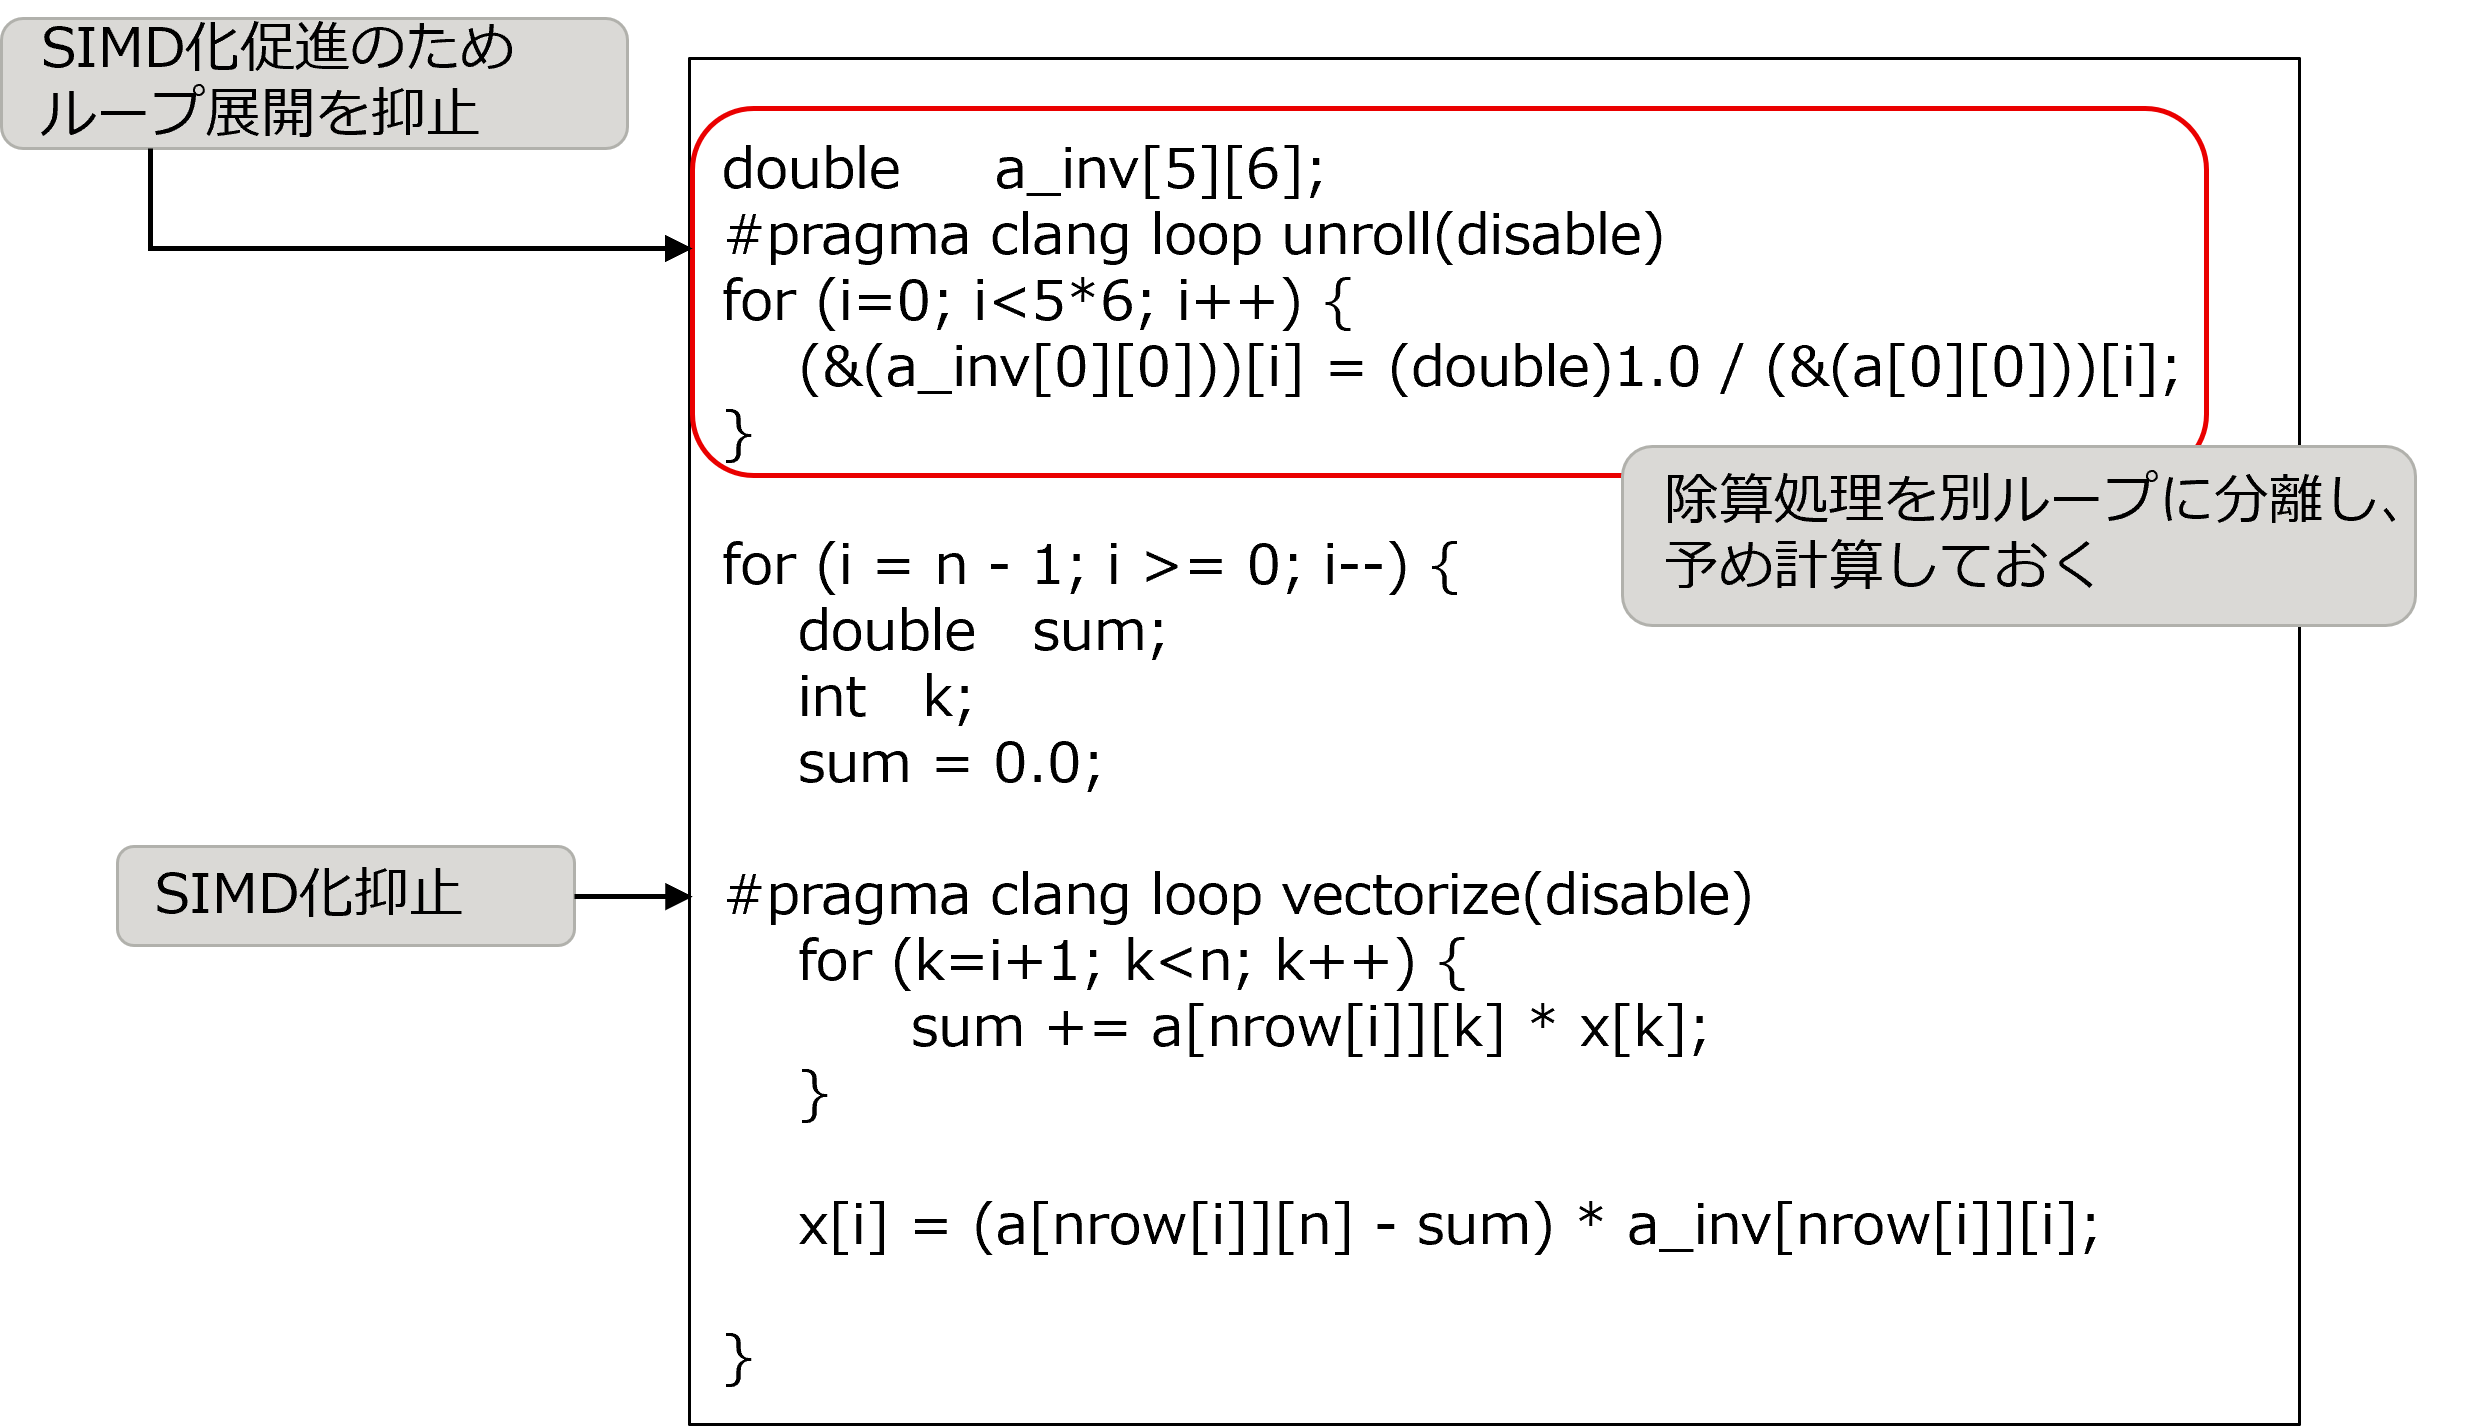 SIMD化促進のため
ループ展開を抑止
double a_inv[5][6];
#pragma clang loop unroll(disable)
for (i=0; i<5*6; i++) {
(&(a_inv[0][0]))[i] = (double)1.0 / (&(a[0][0]))[i];
}
除算処理を別ループに分離し、
予め計算しておく
for (i = n - 1; i >= 0; i--) {
double sum;
int k;
sum = 0.0;
SIMD化抑止
#pragma clang loop vectorize(disable)
for (k=i+1; k<n; k++) {
sum += a[nrow[i]][k] * x[k];
}
x[i] = (a[nrow[i]][n] - sum) * a_inv[nrow[i]][i];
}